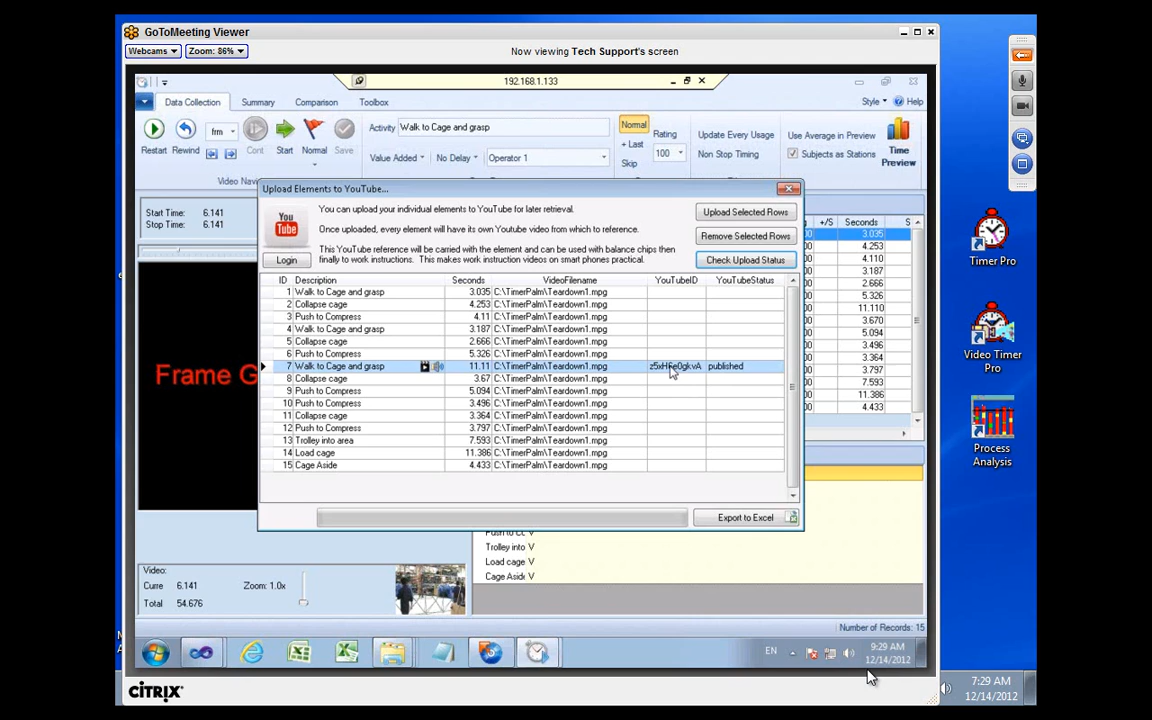 GoToMeeting Viewer
Webcams Zoom: 86% Now viewing Tech Support's screen
192.168.1.133
Data Collection Summary Comparison Toolbox Style Help
Restart Rewind frm Cont Start Normal Save
Activity Walk to Cage and grasp
Value Added No Delay Operator 1
Normal
+ Last
Skip
Rating
100
Update Every Usage
Non Stop Timing
Use Average in Preview
Subjects as Stations
Time
Preview
Start Time: 6.141
Stop Time: 6.141
Upload Elements to YouTube...
You
Tube
Login
You can upload your individual elements to YouTube for later retrieval.
Once uploaded, every element will have its own Youtube video from which to reference.
This YouTube reference will be carried with the element and can be used with balance chips then
finally to work instructions. This makes work instruction videos on smart phones practical.
Upload Selected Rows
Remove Selected Rows
Check Upload Status
ID Description Seconds VideoFilename YouTubeID YouTubeStatus
1 Walk to Cage and grasp 3.035 C:\TimerPalm\Teardown1.mpg
2 Collapse cage 4.253 C:\TimerPalm\Teardown1.mpg
3 Push to Compress 4.11 C:\TimerPalm\Teardown1.mpg
4 Walk to Cage and grasp 3.187 C:\TimerPalm\Teardown1.mpg
5 Collapse cage 2.666 C:\TimerPalm\Teardown1.mpg
6 Push to Compress 5.326 C:\TimerPalm\Teardown1.mpg
7 Walk to Cage and grasp 11.11 C:\TimerPalm\Teardown1.mpg published
8 Collapse cage 3.67 C:\TimerPalm\Teardown1.mpg
9 Push to Compress 5.094 C:\TimerPalm\Teardown1.mpg
10 Push to Compress 3.496 C:\TimerPalm\Teardown1.mpg
11 Collapse cage 3.364 C:\TimerPalm\Teardown1.mpg
12 Push to Compress 3.797 C:\TimerPalm\Teardown1.mpg
13 Trolley into area 7.593 C:\TimerPalm\Teardown1.mpg
14 Load cage 11.386 C:\TimerPalm\Teardown1.mpg
15 Cage Aside 4.433 C:\TimerPalm\Teardown1.mpg
Export to Excel
+/S Seconds S
3.035
4.253
4.110
3.187
2.666
5.326
11.110
3.670
5.094
3.496
3.364
3.797
7.593
11.386
4.433
Frame G
Trolley into V
Load cage V
Cage Aside V
Video:
Curre 6.141 Zoom: 1.0x
Total 54.676
Number of Records: 15
EN
9:29 AM
12/14/2012
CITRIX
Timer Pro
Video Timer
Pro
Process
Analysis
7:29 AM
12/14/2012